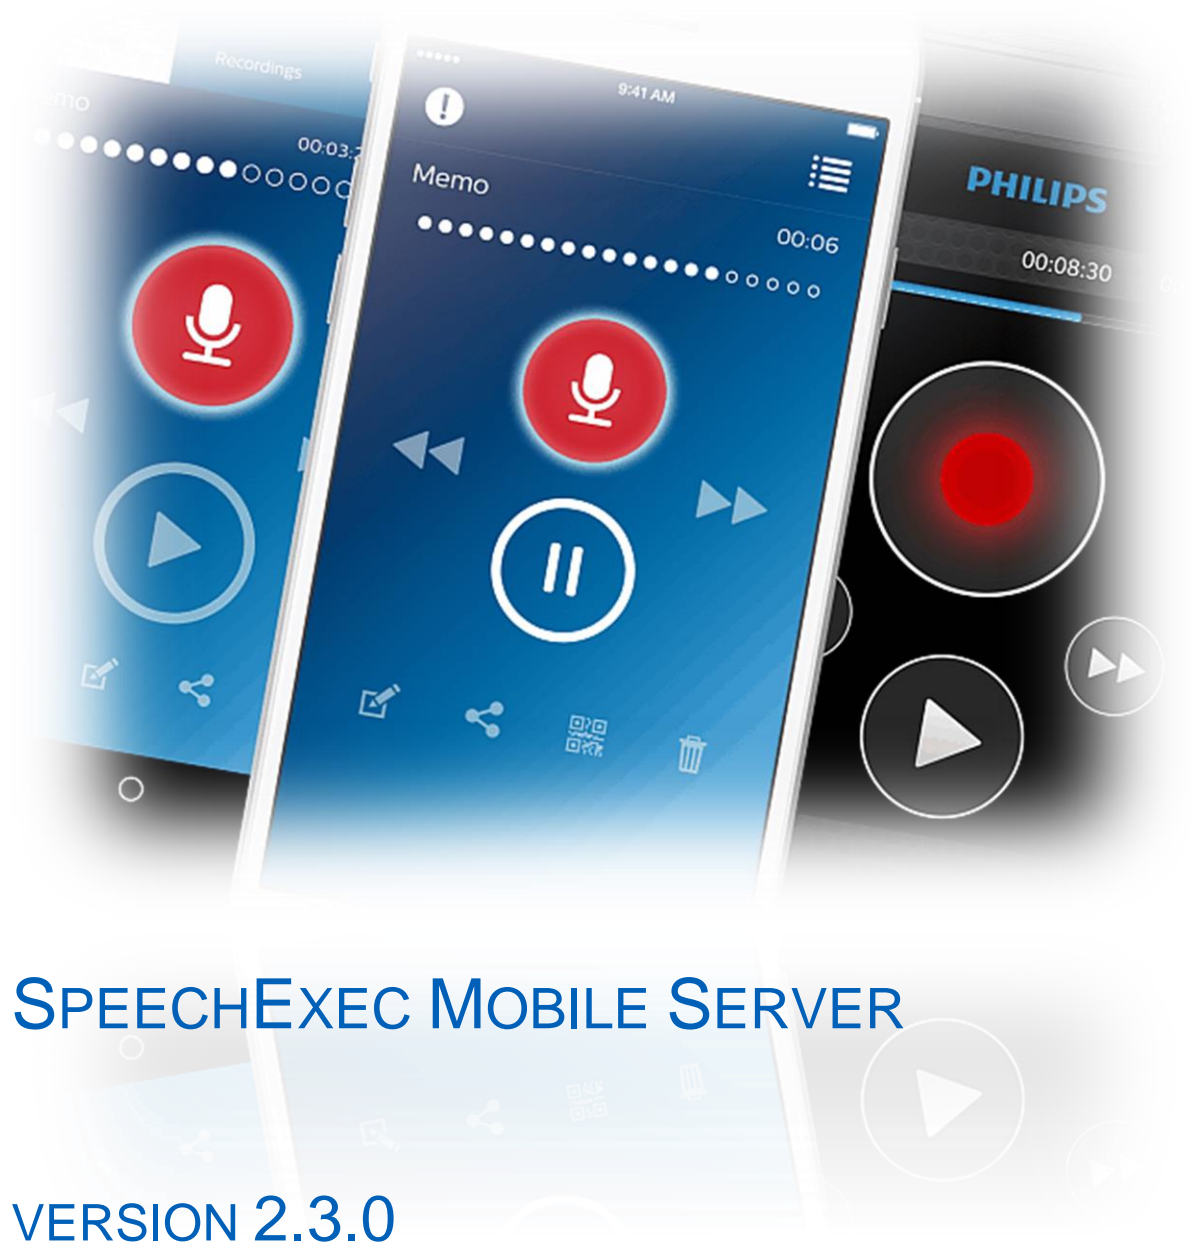 Recordings
9:41 AM
00:03:
Memo
00:06
PHILIPS
00:08:30
SPEECHEXEC MOBILE SERVER
VERSION 2.3.0